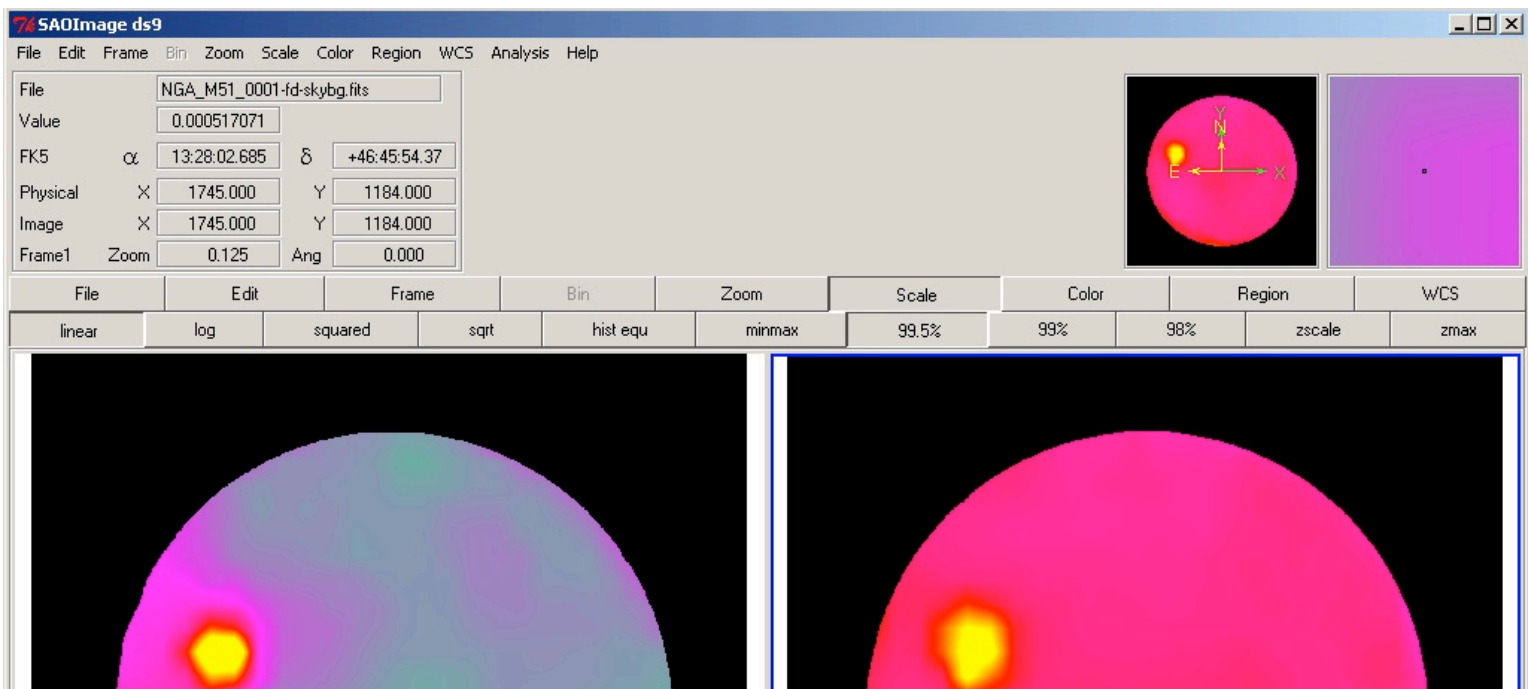 7% SAOImage ds9
File Edit Frame Bin Zoom Scale Color Region WCS Analysis Help
File NGA_M51_0001-fd-skybg.fits
Value 0.000517071
FK5 α 13:28:02.685 δ +46:45:54.37
Physical X 1745.000 Y 1184.000
Image X 1745.000 Y 1184.000
Frame1 Zoom 0.125 Ang 0.000
Y
N
E X
File Edit Frame Bin Zoom Scale Color Region WCS
linear log squared sqrt hist equ minmax 99.5% 99% 98% zscale zmax